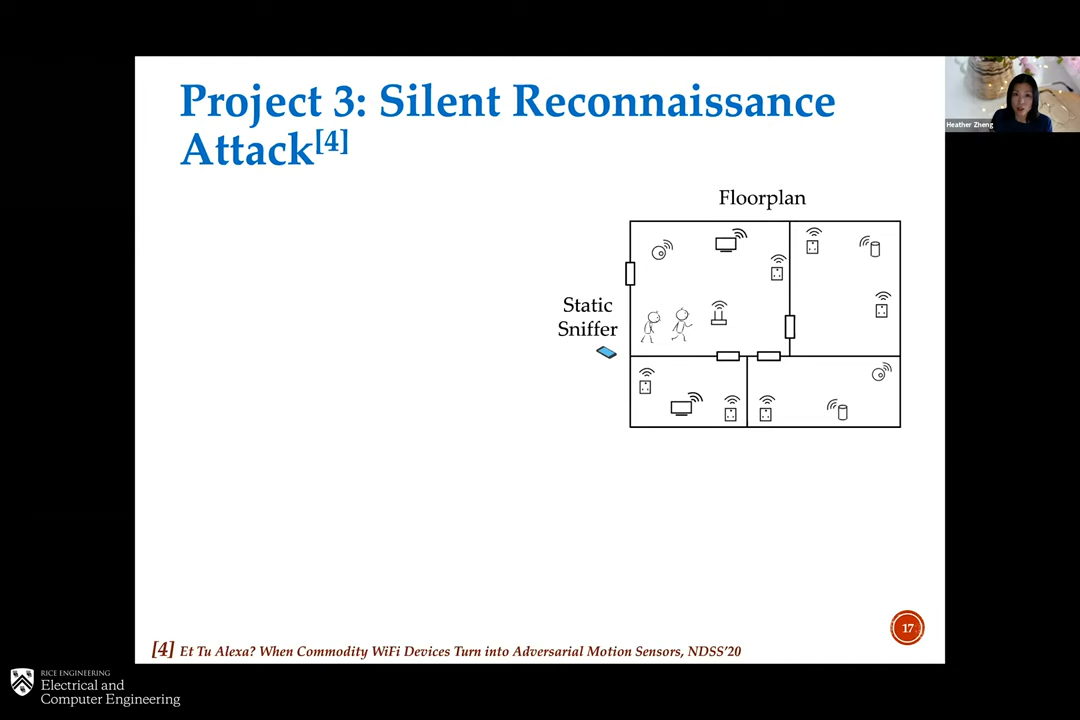 Project 3: Silent Reconnaissance
Attack[4]
Heather Zheng
Floorplan
Static
Sniffer
17
[4] Et Tu Alexa? When Commodity WiFi Devices Turn into Adversarial Motion Sensors, NDSS'20
RICE ENGINEERING
Electrical and
Computer Engineering